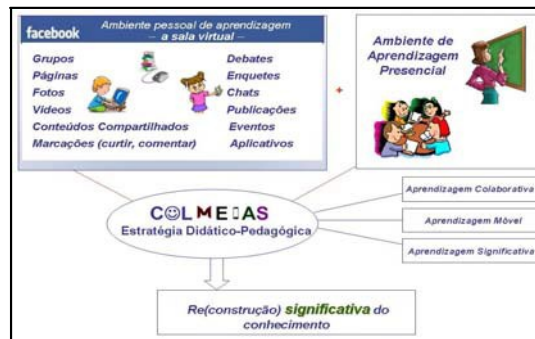 facebook
Ambiente pessoal de aprendizagem
– a sala virtual –
Grupos
Páginas
Fotos
Vídeos
Conteúdos Compartilhados
Marcações (curtir, comentar)
Debates
Enquetes
Chats
Publicações
Eventos
Aplicativos
+
Ambiente de
Aprendizagem
Presencial
COLMEIAS
Estratégia Didático-Pedagógica
Aprendizagem Colaborativa
Aprendizagem Móvel
Aprendizagem Significativa
Re(construção) significativa do
conhecimento